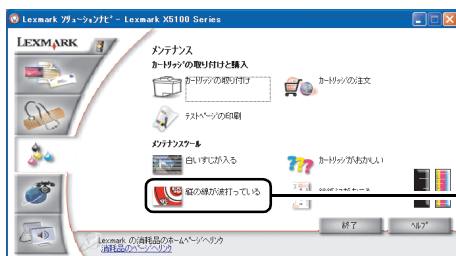 Lexmark ソリューションナビ - Lexmark X5100 Series
LEXMARK
メンテナンス
カートリッジの取り付けと購入
カートリッジの取り付け
カートリッジの注文
テストページの印刷
メンテナンスツール
白いすじが入る
カートリッジがおかしい
縦の線が波打っている
終了
ヘルプ
Lexmark の消耗品のホームページへリンク
消耗品のページへリンク